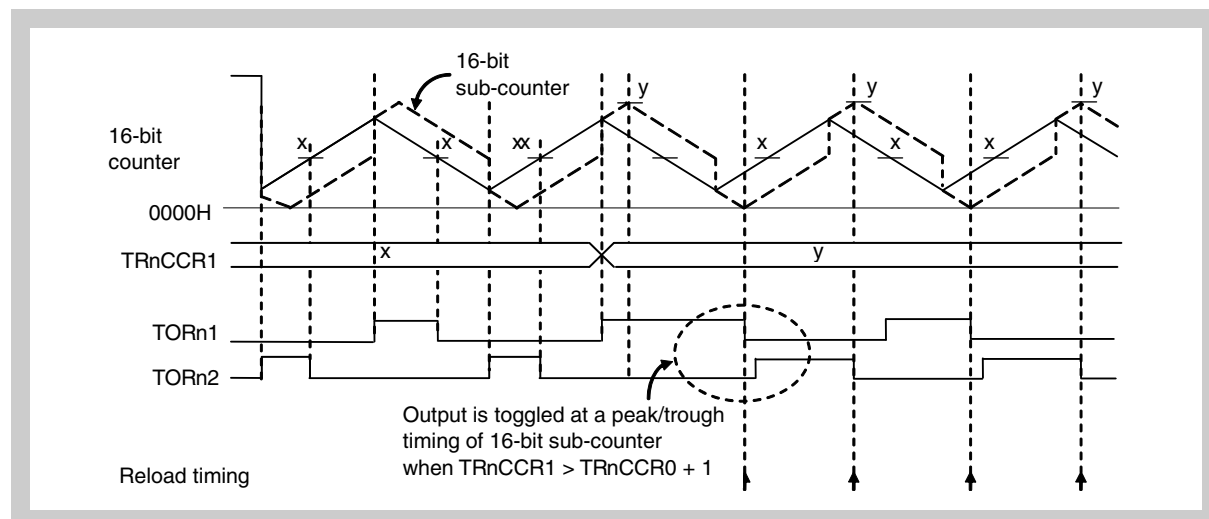 16-bit
sub-counter
y
y
y
16-bit
counter
x
x
xx
x
x
x
0000H
TRnCCR1
x
y
TORn1
TORn2
Output is toggled at a peak/trough
timing of 16-bit sub-counter
when TRnCCR1 > TRnCCR0 + 1
Reload timing